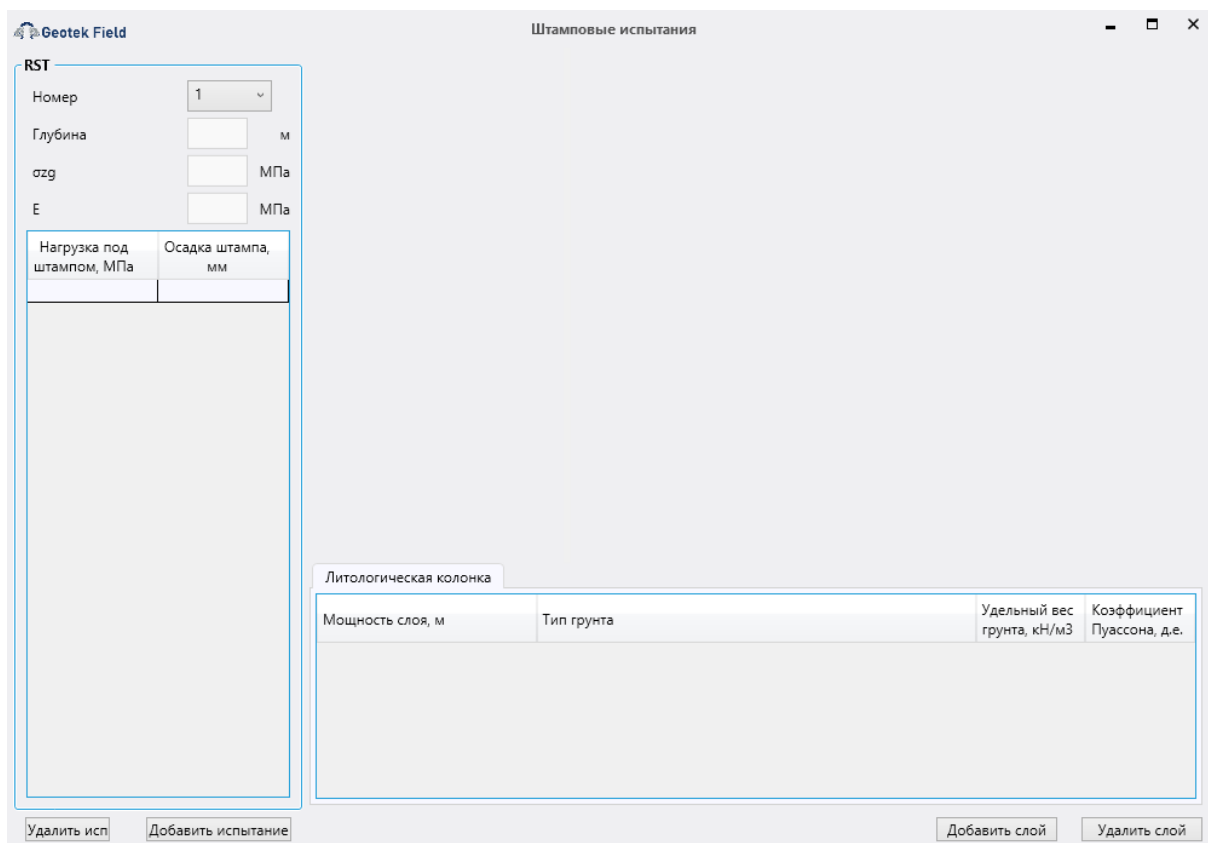 Geotek Field
Штамповые испытания
RST
Номер 1
Глубина м
σzg МПа
E МПа
Нагрузка под штампом, МПа
Осадка штампа, мм
Литологическая колонка
Мощность слоя, м
Тип грунта
Удельный вес грунта, кН/м3
Коэффициент Пуассона, д.е.
Удалить исп
Добавить испытание
Добавить слой
Удалить слой